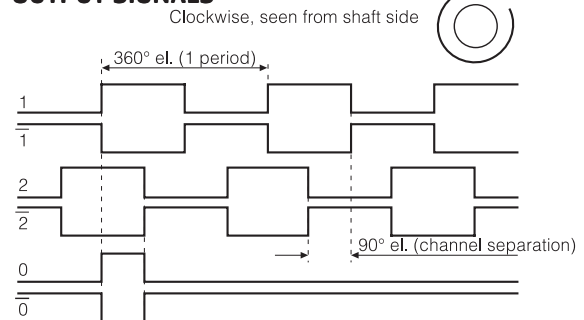 OUTPUT SIGNALS
Clockwise, seen from shaft side
360° el. (1 period)
1
1̅
2
2̅
90° el. (channel separation)
0
0̅